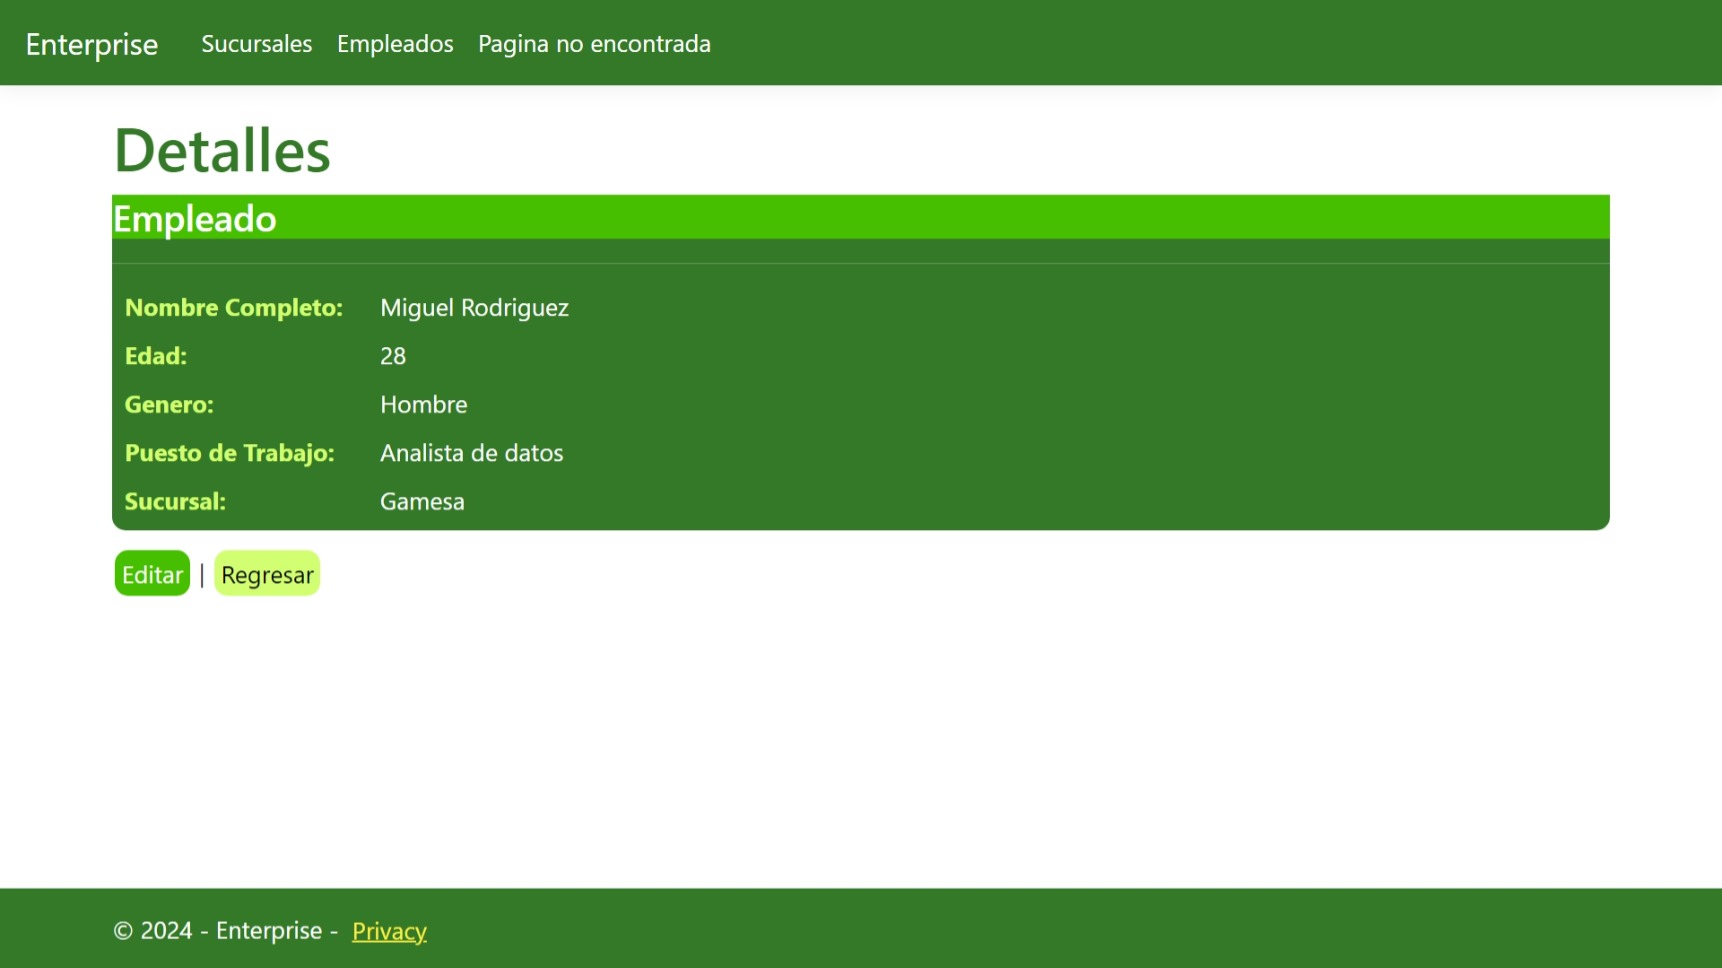 Enterprise Sucursales Empleados Pagina no encontrada
Detalles
Empleado
Nombre Completo: Miguel Rodriguez
Edad: 28
Genero: Hombre
Puesto de Trabajo: Analista de datos
Sucursal: Gamesa
Editar | Regresar
© 2024 - Enterprise - Privacy